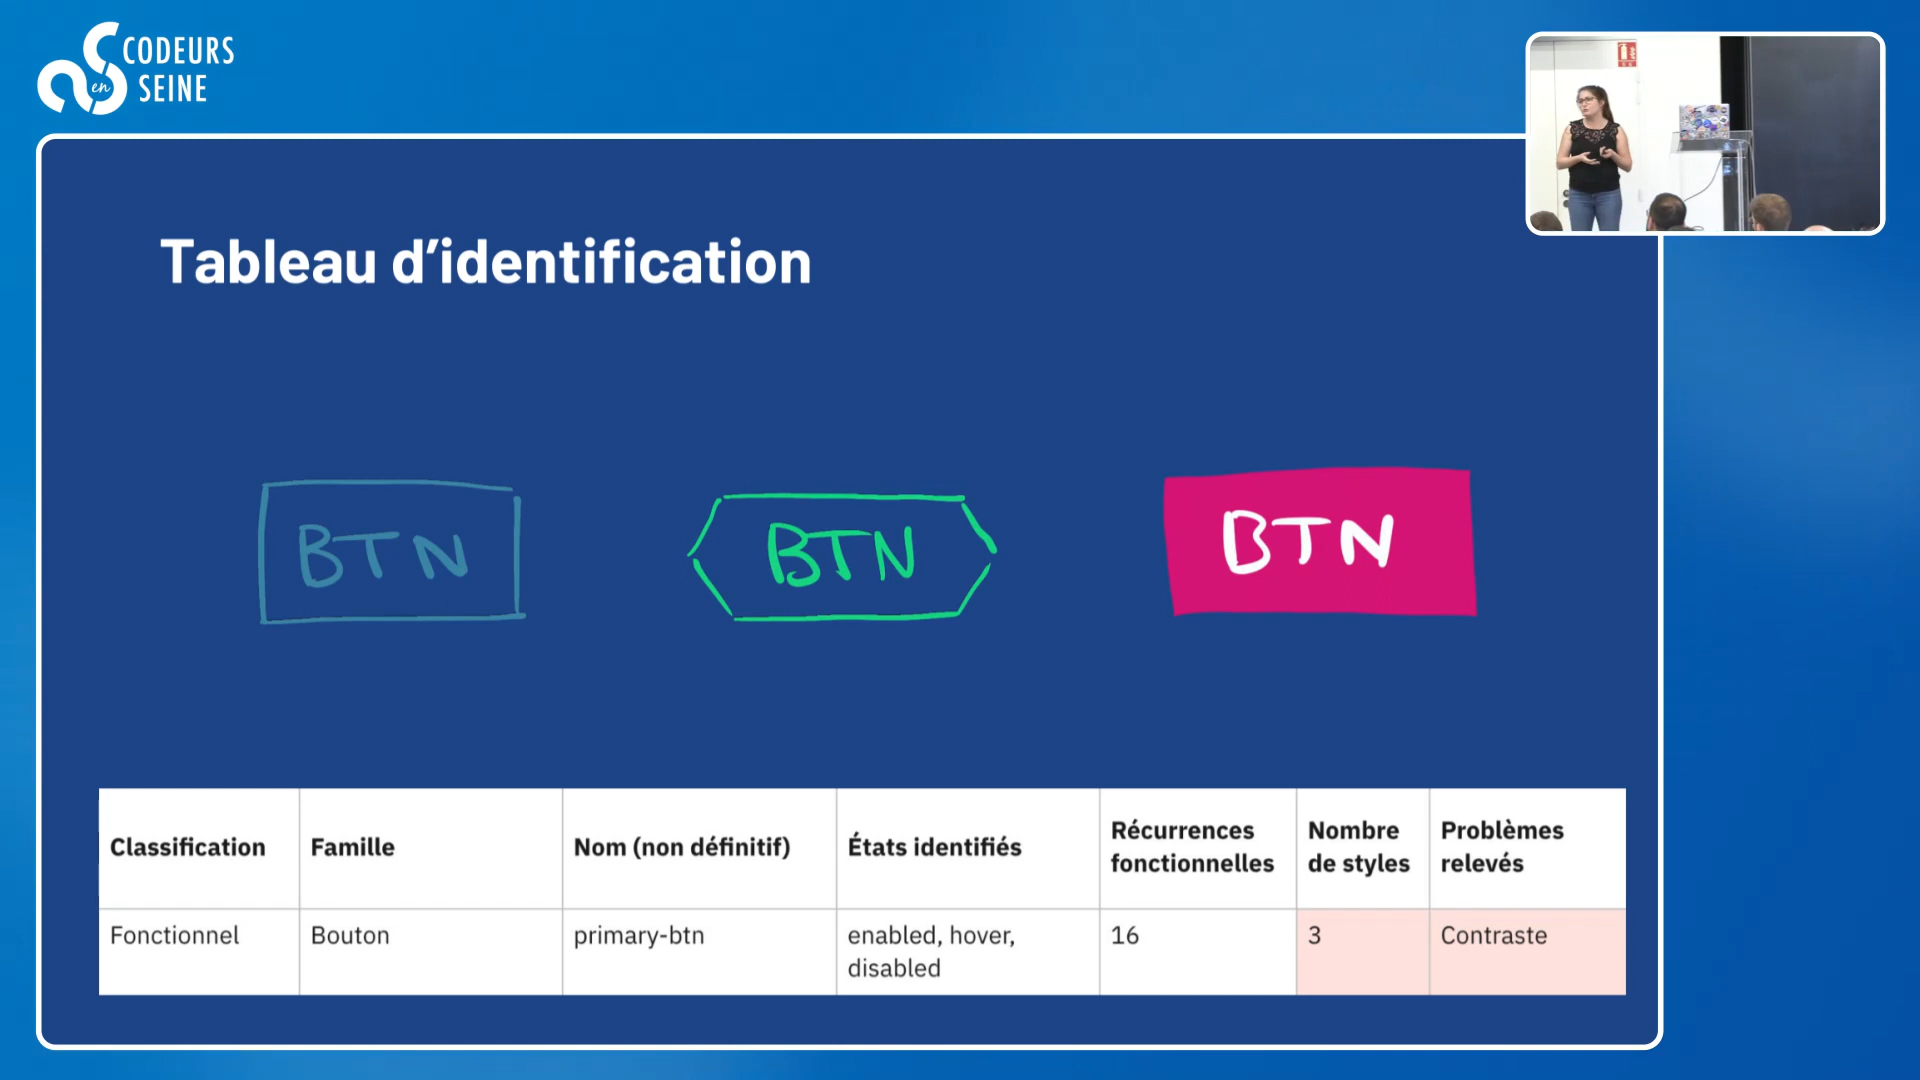 CODEURS
en
SEINE
Tableau d’identification
BTN
BTN
BTN
Classification
Famille
Nom (non définitif)
États identifiés
Récurrences
fonctionnelles
Nombre
de styles
Problèmes
relevés
Fonctionnel
Bouton
primary-btn
enabled, hover,
disabled
16
3
Contraste